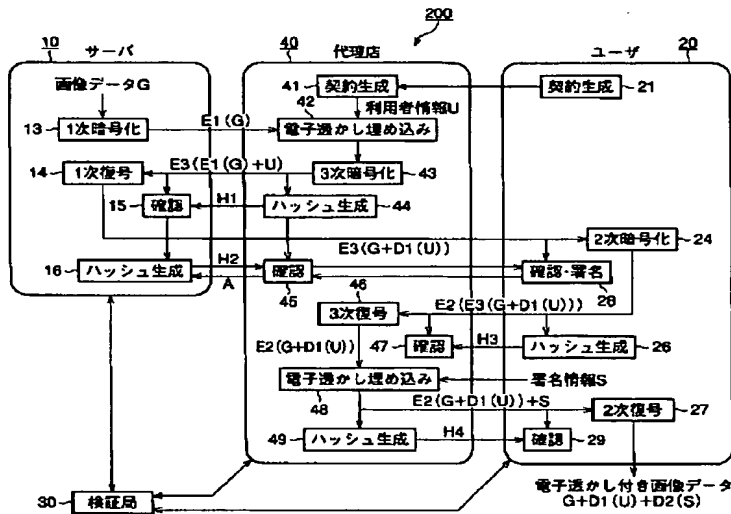 200
10
サーバ
40
代理店
ユーザ
20
画像データG
41
契約生成
契約生成
21
42
利用者情報U
13
1次暗号化
E1(G)
電子透かし埋め込み
14
1次復号
E3(E1(G)+U)
3次暗号化
43
15
確認
H1
ハッシュ生成
44
E3(G+D1(U))
2次暗号化
24
16
ハッシュ生成
H2
A
確認
45
確認・署名
28
46
3次復号
E2(E3(G+D1(U)))
E2(G+D1(U))
47
確認
H3
ハッシュ生成
26
電子透かし埋め込み
署名情報S
48
E2(G+D1(U))+S
2次復号
27
49
ハッシュ生成
H4
確認
29
30
検証局
電子透かし付き画像データ
G+D1(U)+D2(S)